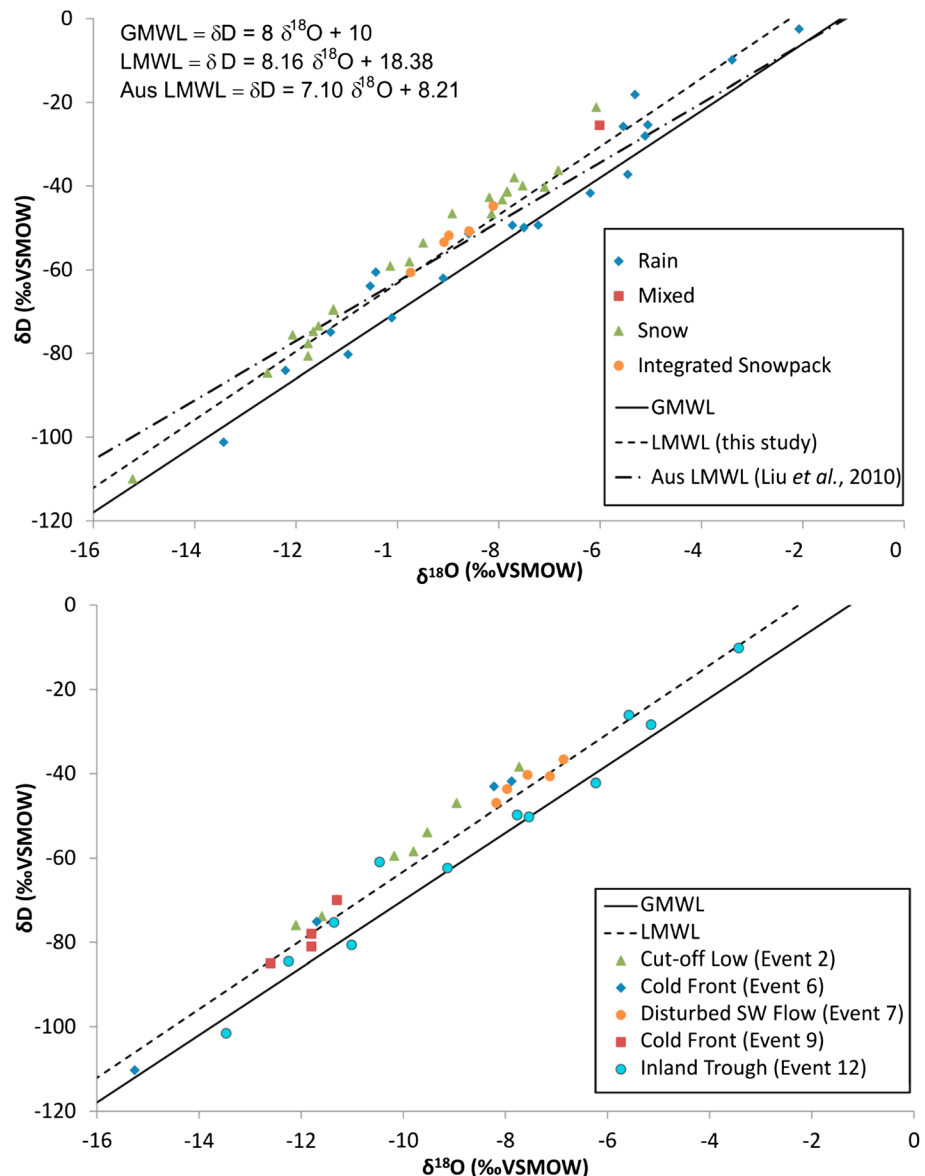 GMWL = δD = 8 δ18O + 10
LMWL = δ D = 8.16 δ18O + 18.38
Aus LMWL = δD = 7.10 δ18O + 8.21
0
-20
-40
-60
-80
-100
-120
δD (‰VSMOW)
Rain
Mixed
Snow
Integrated Snowpack
GMWL
LMWL (this study)
Aus LMWL (Liu et al., 2010)
-16 -14 -12 -1 -8 -6 -4 -2 0
δ18O (‰VSMOW)
0
-20
-40
-60
-80
-100
-120
δD (‰VSMOW)
GMWL
LMWL
Cut-off Low (Event 2)
Cold Front (Event 6)
Disturbed SW Flow (Event 7)
Cold Front (Event 9)
Inland Trough (Event 12)
-16 -14 -12 -10 -8 -6 -4 -2 0
δ18O (‰VSMOW)